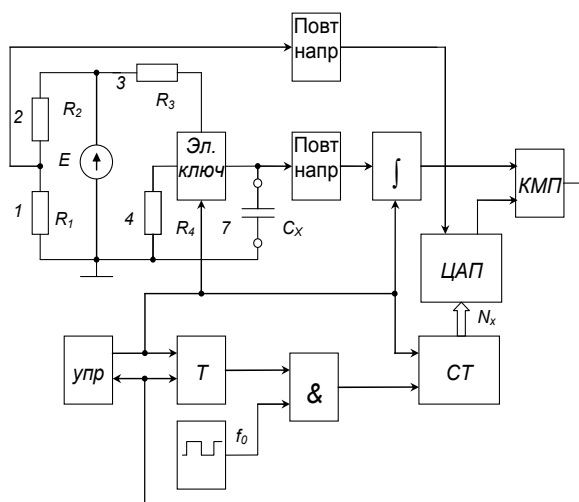 Повт
напр
3
R3
2
R2
Эл.
ключ
Повт
напр
∫
E
КМП
1
R1
4
R4
7
CX
ЦАП
Nx
упр
T
&
CT
f0